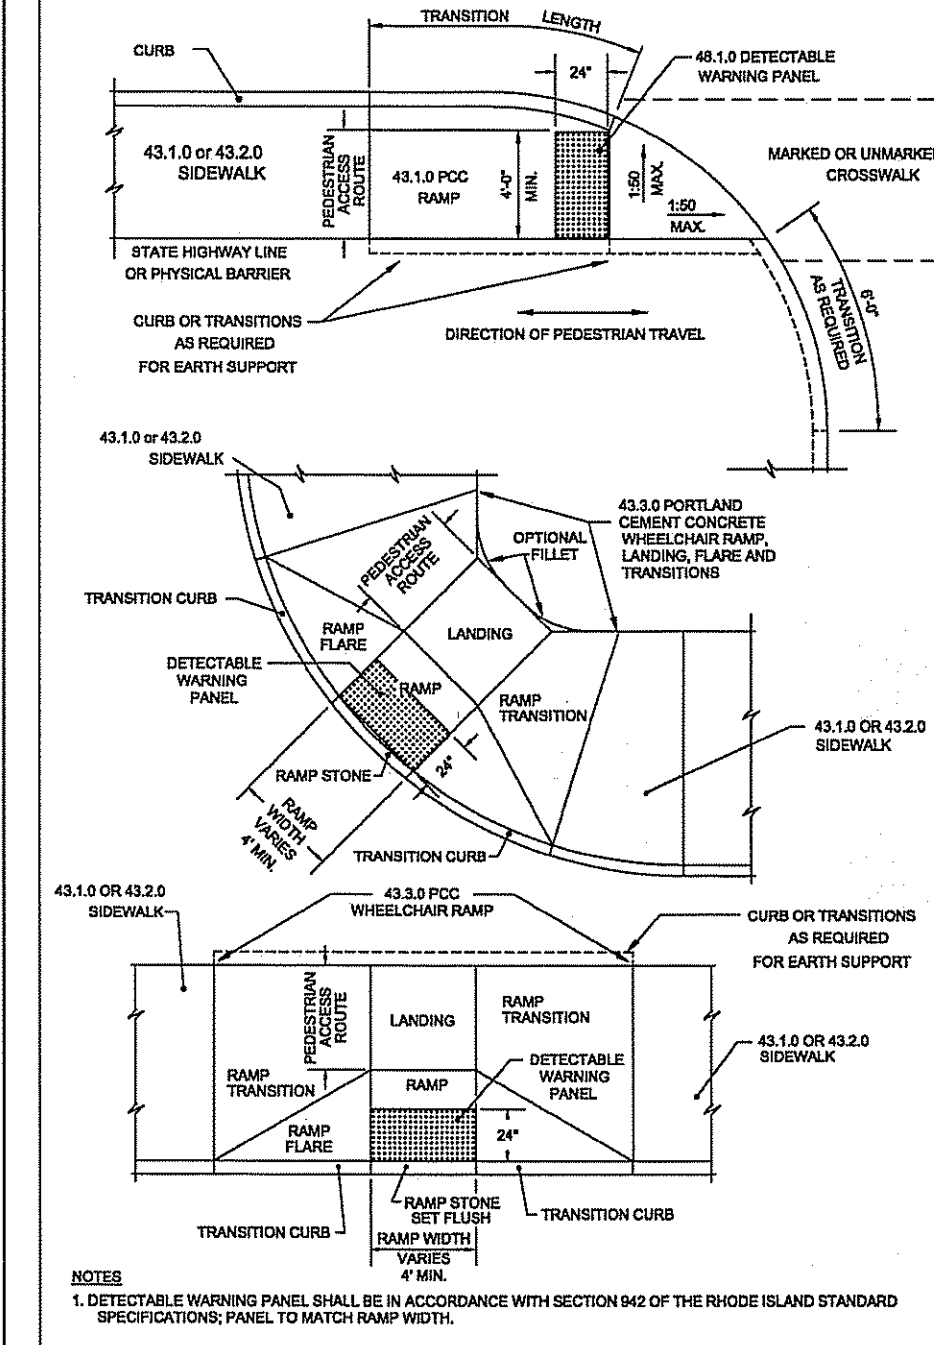 TRANSITION LENGTH
CURB
24"
48.1.0 DETECTABLE
WARNING PANEL
43.1.0 or 43.2.0
SIDEWALK
PEDESTRIAN
ACCESS
ROUTE
43.1.0 PCC
RAMP
4'-0"
MIN.
1:50
MAX.
1:50
MAX.
MARKED OR UNMARKED
CROSSWALK
STATE HIGHWAY LINE
OR PHYSICAL BARRIER
6'-0"
TRANSITION
AS REQUIRED
CURB OR TRANSITIONS
AS REQUIRED
FOR EARTH SUPPORT
DIRECTION OF PEDESTRIAN TRAVEL
43.1.0 or 43.2.0
SIDEWALK
PEDESTRIAN
ACCESS
ROUTE
OPTIONAL
FILLET
43.3.0 PORTLAND
CEMENT CONCRETE
WHEELCHAIR RAMP,
LANDING, FLARE AND
TRANSITIONS
TRANSITION CURB
RAMP
FLARE
LANDING
DETECTABLE
WARNING
PANEL
RAMP
RAMP
TRANSITION
43.1.0 OR 43.2.0
SIDEWALK
RAMP STONE
24"
RAMP
WIDTH
VARIES
4' MIN.
TRANSITION CURB
43.1.0 OR 43.2.0
SIDEWALK
43.3.0 PCC
WHEELCHAIR RAMP
CURB OR TRANSITIONS
AS REQUIRED
FOR EARTH SUPPORT
PEDESTRIAN
ACCESS
ROUTE
LANDING
RAMP
TRANSITION
43.1.0 OR 43.2.0
SIDEWALK
RAMP
TRANSITION
RAMP
DETECTABLE
WARNING
PANEL
RAMP
FLARE
24"
TRANSITION CURB
RAMP STONE
SET FLUSH
TRANSITION CURB
RAMP WIDTH
VARIES
4' MIN.
NOTES
1. DETECTABLE WARNING PANEL SHALL BE IN ACCORDANCE WITH SECTION 942 OF THE RHODE ISLAND STANDARD
SPECIFICATIONS; PANEL TO MATCH RAMP WIDTH.